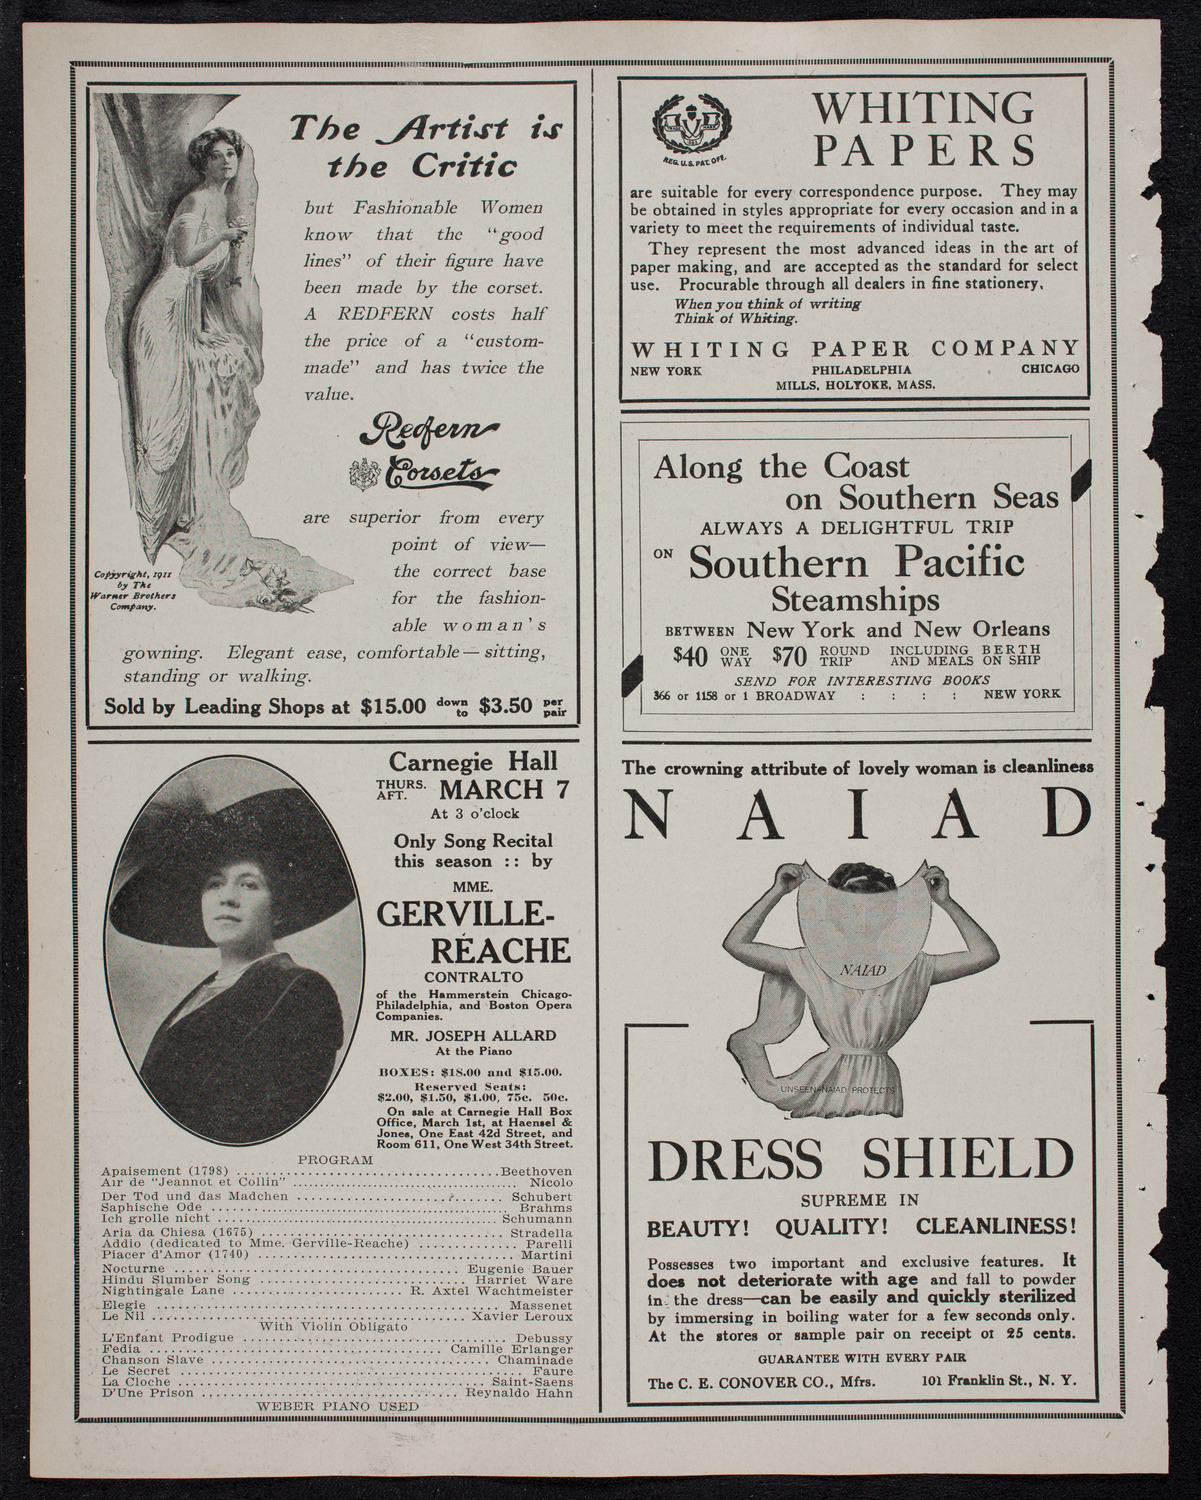 The Artist is
the Critic
but Fashionable Women
know that the "good
lines" of their figure have
been made by the corset.
A REDFERN costs half
the price of a "custom-
made" and has twice the
value.
Redfern
Corsets
are superior from every
point of view—
the correct base
for the fashion-
able woman's
gowning. Elegant ease, comfortable—sitting,
standing or walking.
Copyright, 1911
by The
Warner Brothers
Company.
Sold by Leading Shops at $15.00 down to $3.50 per pair
Carnegie Hall
THURS. AFT. MARCH 7
At 3 o'clock
Only Song Recital
this season :: by
MME.
GERVILLE-
RÉACHE
CONTRALTO
of the Hammerstein Chicago-
Philadelphia, and Boston Opera
Companies.
MR. JOSEPH ALLARD
At the Piano
BOXES: $18.00 and $15.00.
Reserved Seats:
$2.00, $1.50, $1.00, 75c. 50c.
On sale at Carnegie Hall Box
Office, March 1st, at Haensel &
Jones, One East 42d Street, and
Room 611, One West 34th Street.
PROGRAM
Apaisement (1798) ........ Beethoven
Air de "Jeannot et Collin" ........ Nicolo
Der Tod und das Madchen ........ Schubert
Saphische Ode ........ Brahms
Ich grolle nicht ........ Schumann
Aria da Chiesa (1675) ........ Stradella
Addio (dedicated to Mme. Gerville-Reache) ........ Parelli
Piacer d'Amor (1740) ........ Martini
Nocturne ........ Eugenie Bauer
Hindu Slumber Song ........ Harriet Ware
Nightingale Lane ........ R. Axtel Wachtmeister
Elegie ........ Massenet
Le Nil ........ Xavier Leroux
With Violin Obligato
L'Enfant Prodigue ........ Debussy
Fedia ........ Camille Erlanger
Chanson Slave ........ Chaminade
Le Secret ........ Faure
La Cloche ........ Saint-Saens
D'Une Prison ........ Reynaldo Hahn
WEBER PIANO USED
REG. U.S. PAT. OFF.
WHITING
PAPERS
are suitable for every correspondence purpose. They may
be obtained in styles appropriate for every occasion and in a
variety to meet the requirements of individual taste.
They represent the most advanced ideas in the art of
paper making, and are accepted as the standard for select
use. Procurable through all dealers in fine stationery.
When you think of writing
Think of Whiting.
WHITING PAPER COMPANY
NEW YORK PHILADELPHIA CHICAGO
MILLS, HOLYOKE, MASS.
Along the Coast
on Southern Seas
ALWAYS A DELIGHTFUL TRIP
ON Southern Pacific
Steamships
BETWEEN New York and New Orleans
$40 ONE WAY $70 ROUND TRIP INCLUDING BERTH AND MEALS ON SHIP
SEND FOR INTERESTING BOOKS
366 or 1158 or 1 BROADWAY : : : : NEW YORK
The crowning attribute of lovely woman is cleanliness
NAIAD
NAIAD
UNSEEN-NAIAD PROTECTS
DRESS SHIELD
SUPREME IN
BEAUTY! QUALITY! CLEANLINESS!
Possesses two important and exclusive features. It
does not deteriorate with age and fall to powder
in the dress—can be easily and quickly sterilized
by immersing in boiling water for a few seconds only.
At the stores or sample pair on receipt of 25 cents.
GUARANTEE WITH EVERY PAIR
The C. E. CONOVER CO., Mfrs. 101 Franklin St., N. Y.